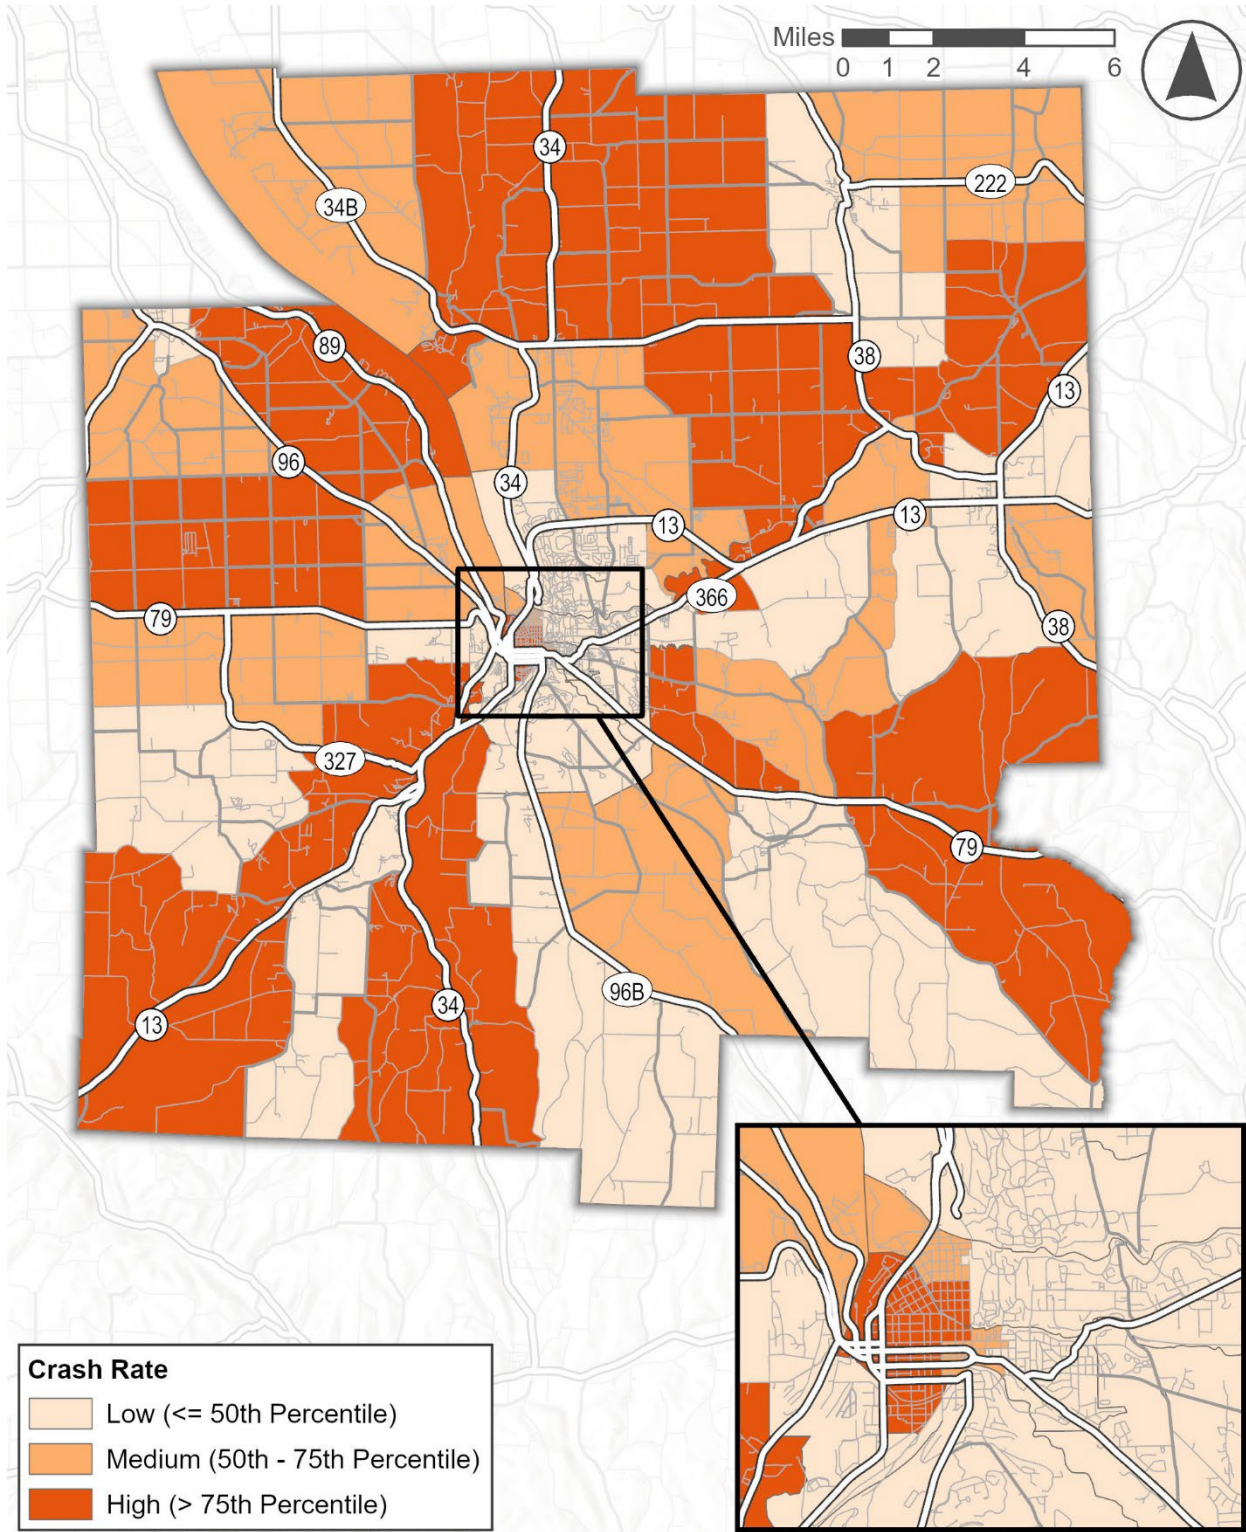 Miles
0 1 2 4 6
34
222
34B
89
38
13
96
34
13
13
366
79
38
327
79
96B
34
13
Crash Rate
Low (<= 50th Percentile)
Medium (50th - 75th Percentile)
High (> 75th Percentile)